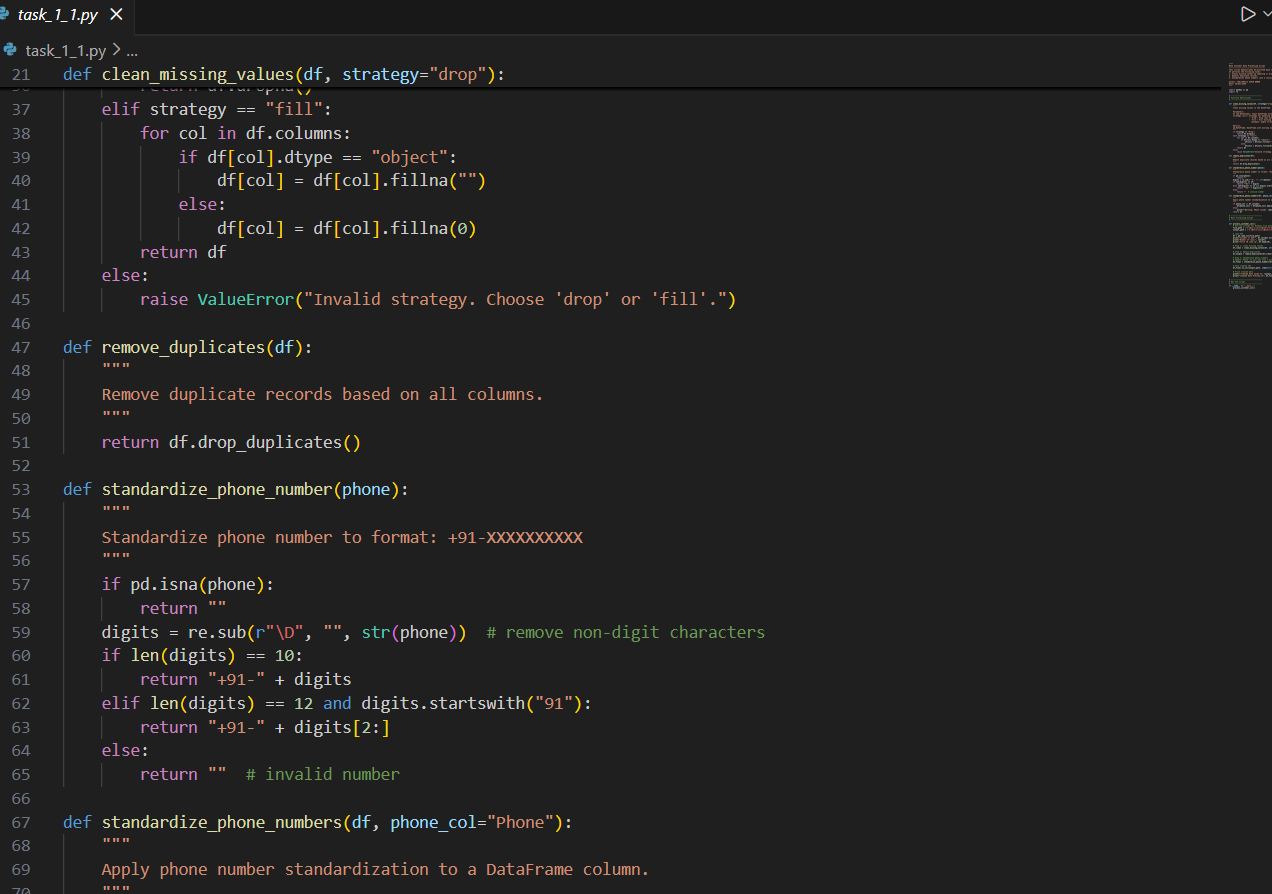 task_1_1.py
task_1_1.py > ...
21 def clean_missing_values(df, strategy="drop"):
36 return df.dropna()
37 elif strategy == "fill":
38 for col in df.columns:
39 if df[col].dtype == "object":
40 df[col] = df[col].fillna("")
41 else:
42 df[col] = df[col].fillna(0)
43 return df
44 else:
45 raise ValueError("Invalid strategy. Choose 'drop' or 'fill'.")
46
47 def remove_duplicates(df):
48 """
49 Remove duplicate records based on all columns.
50 """
51 return df.drop_duplicates()
52
53 def standardize_phone_number(phone):
54 """
55 Standardize phone number to format: +91-XXXXXXXXXX
56 """
57 if pd.isna(phone):
58 return ""
59 digits = re.sub(r"\D", "", str(phone))  # remove non-digit characters
60 if len(digits) == 10:
61 return "+91-" + digits
62 elif len(digits) == 12 and digits.startswith("91"):
63 return "+91-" + digits[2:]
64 else:
65 return ""  # invalid number
66
67 def standardize_phone_numbers(df, phone_col="Phone"):
68 """
69 Apply phone number standardization to a DataFrame column.
70 """